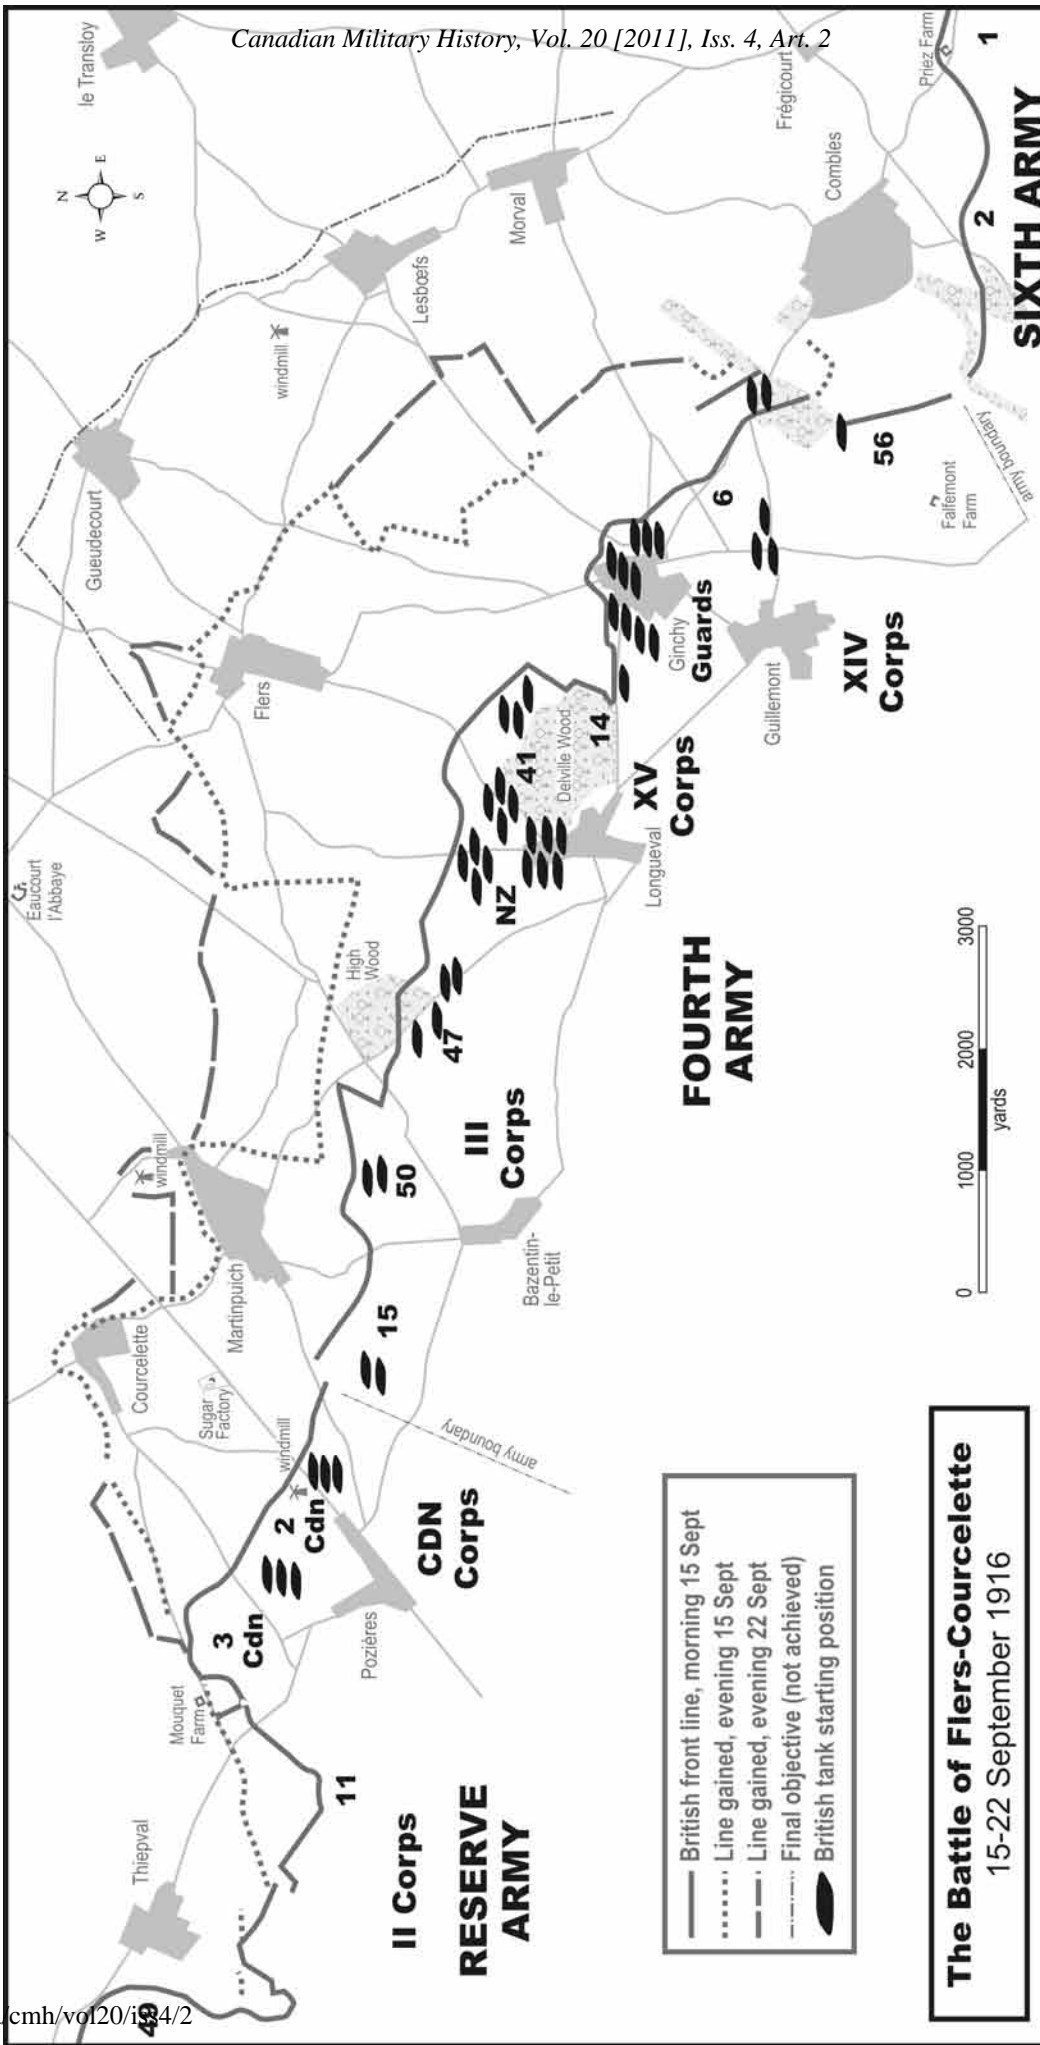 Canadian Military History, Vol. 20 [2011], Iss. 4, Art. 2
le Transloy
N
E
S
W
Frégicourt
Priez Farm
1
Combles
2
SIXTH ARMY
Morval
Lesbœfs
windmill
Gueudecourt
56
6
Falfemont
Farm
army boundary
Flers
Ginchy
Guards
Guillemont
XIV
Corps
14
41
Delville Wood
XV
Corps
Longueval
NZ
Eaucourt
l'Abbaye
High
Wood
47
FOURTH
ARMY
III
Corps
50
windmill
Martinpuich
Bazentin-
le-Petit
15
Courcelette
Sugar
Factory
windmill
army boundary
2
Cdn
CDN
Corps
3
Cdn
Pozières
Mouquet
Farm
11
Thiepval
II Corps
RESERVE
ARMY
49
/cmh/vol20/iss4/2
0
1000
2000
3000
yards
British front line, morning 15 Sept
Line gained, evening 15 Sept
Line gained, evening 22 Sept
Final objective (not achieved)
British tank starting position
The Battle of Flers-Courcelette
15-22 September 1916